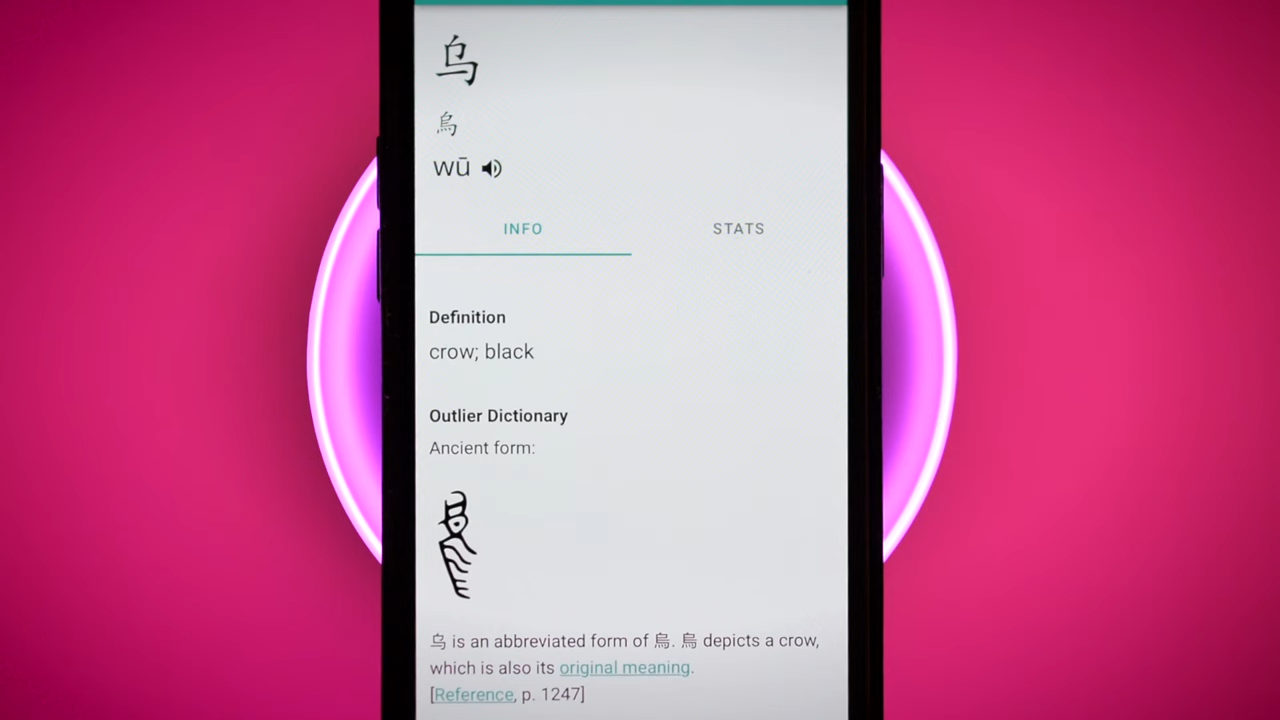 乌
烏
wū
INFO
STATS
Definition
crow; black
Outlier Dictionary
Ancient form:
乌 is an abbreviated form of 烏. 烏 depicts a crow,
which is also its original meaning.
[Reference, p. 1247]